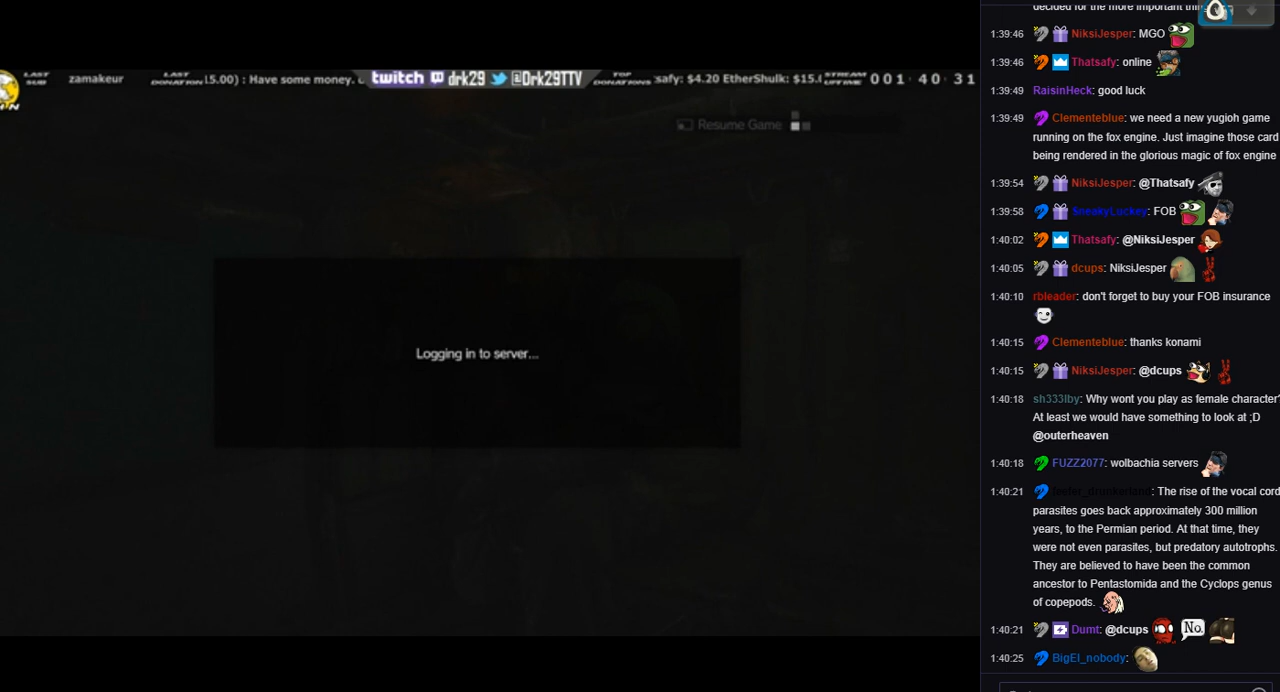 LAST SUB
zamakeur
LAST DONATION
5.00) : Have some money.
twitch drk29 @Drk29TTV
TOP DONATIONS
safy: $4.20 EtherShulk: $15.
STREAM UPTIME
001 40 31
Resume Game
Logging in to server...
decided for the more important
1:39:46 NiksiJesper: MGO
1:39:46 Thatsafy: online
1:39:49 RaisinHeck: good luck
1:39:49 Clementeblue: we need a new yugioh game
running on the fox engine. Just imagine those card
being rendered in the glorious magic of fox engine
1:39:54 NiksiJesper: @Thatsafy
1:39:58 SneakyLuckey: FOB
1:40:02 Thatsafy: @NiksiJesper
1:40:05 dcups: NiksiJesper
1:40:10 rbleader: don't forget to buy your FOB insurance
1:40:15 Clementeblue: thanks konami
1:40:15 NiksiJesper: @dcups
1:40:18 sh333lby: Why wont you play as female character?
At least we would have something to look at ;D
@outerheaven
1:40:18 FUZZ2077: wolbachia servers
1:40:21 : The rise of the vocal cord
parasites goes back approximately 300 million
years, to the Permian period. At that time, they
were not even parasites, but predatory autotrophs.
They are believed to have been the common
ancestor to Pentastomida and the Cyclops genus
of copepods.
1:40:21 Dumt: @dcups No.
1:40:25 BigEl_nobody: